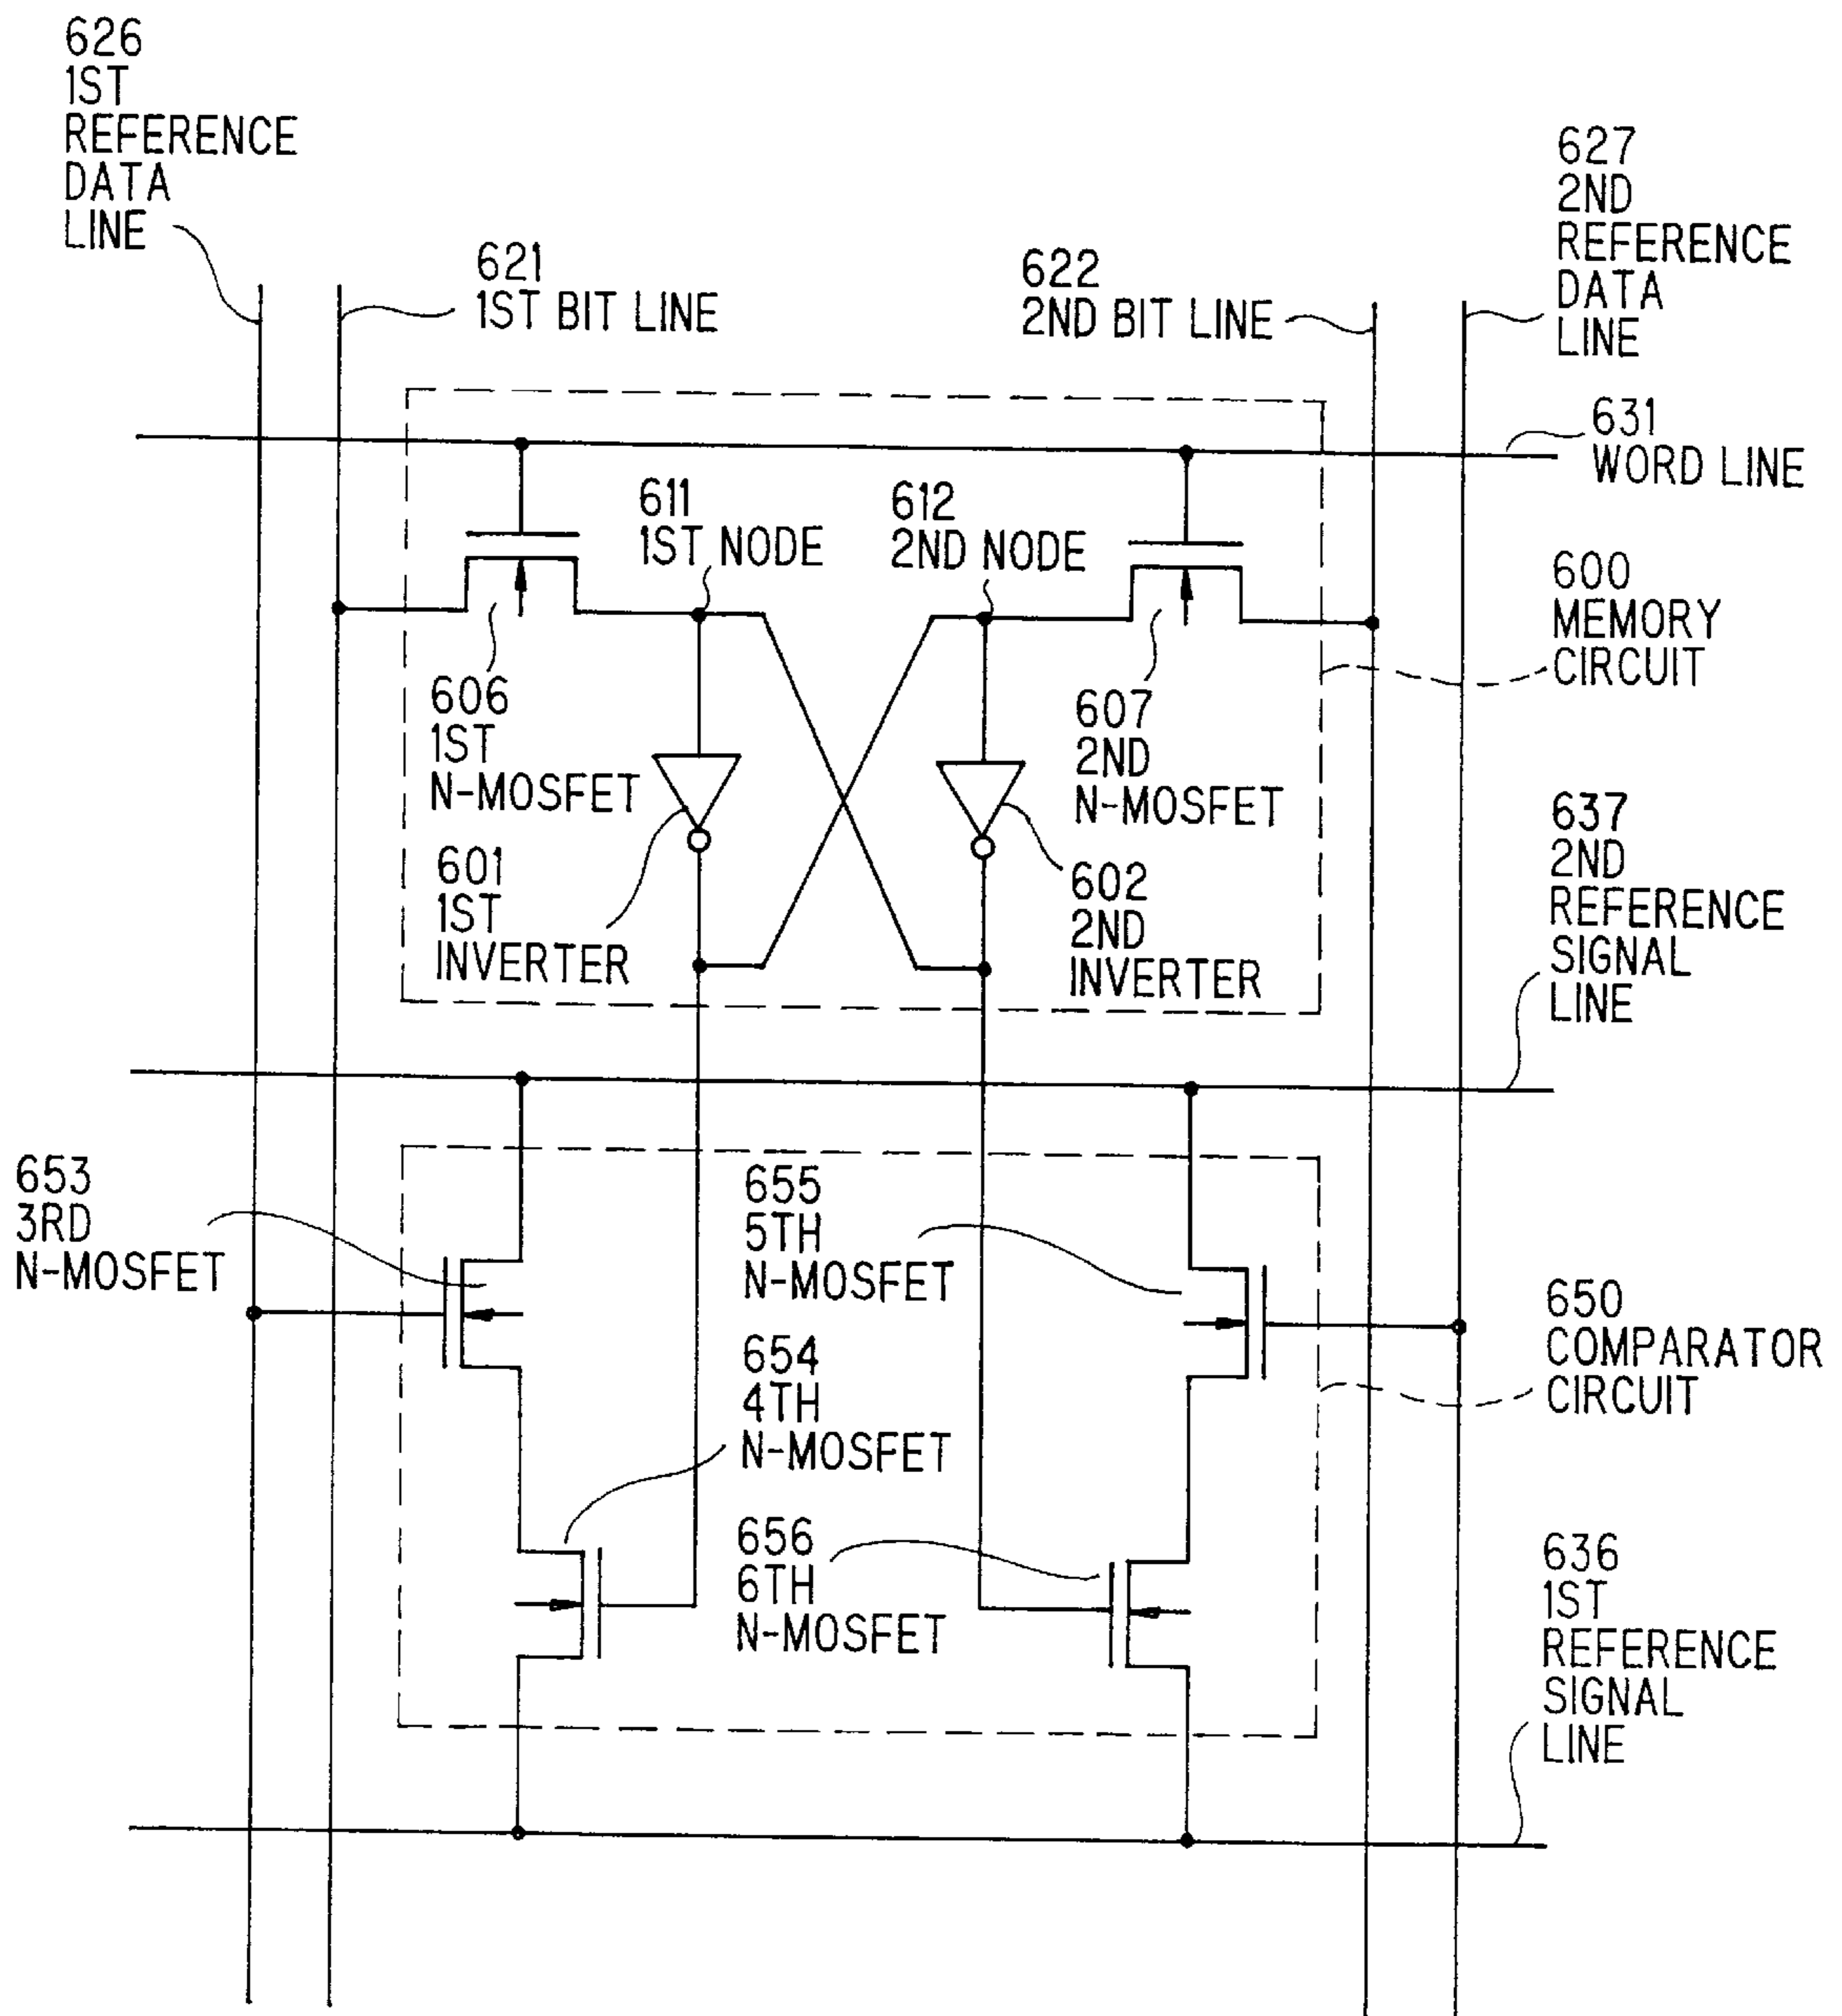 626
1ST
REFERENCE
DATA
LINE
621
1ST BIT LINE
622
2ND BIT LINE
627
2ND
REFERENCE
DATA
LINE
631
WORD LINE
611
1ST NODE
612
2ND NODE
600
MEMORY
CIRCUIT
606
1ST
N-MOSFET
607
2ND
N-MOSFET
601
1ST
INVERTER
602
2ND
INVERTER
637
2ND
REFERENCE
SIGNAL
LINE
653
3RD
N-MOSFET
655
5TH
N-MOSFET
650
COMPARATOR
CIRCUIT
654
4TH
N-MOSFET
656
6TH
N-MOSFET
636
1ST
REFERENCE
SIGNAL
LINE